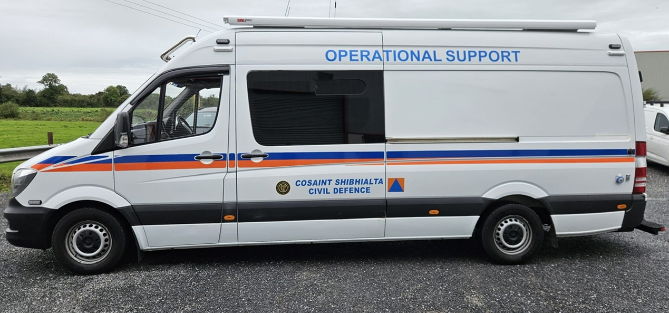 OPERATIONAL SUPPORT
COSAINT SHIBHIALTA
CIVIL DEFENCE